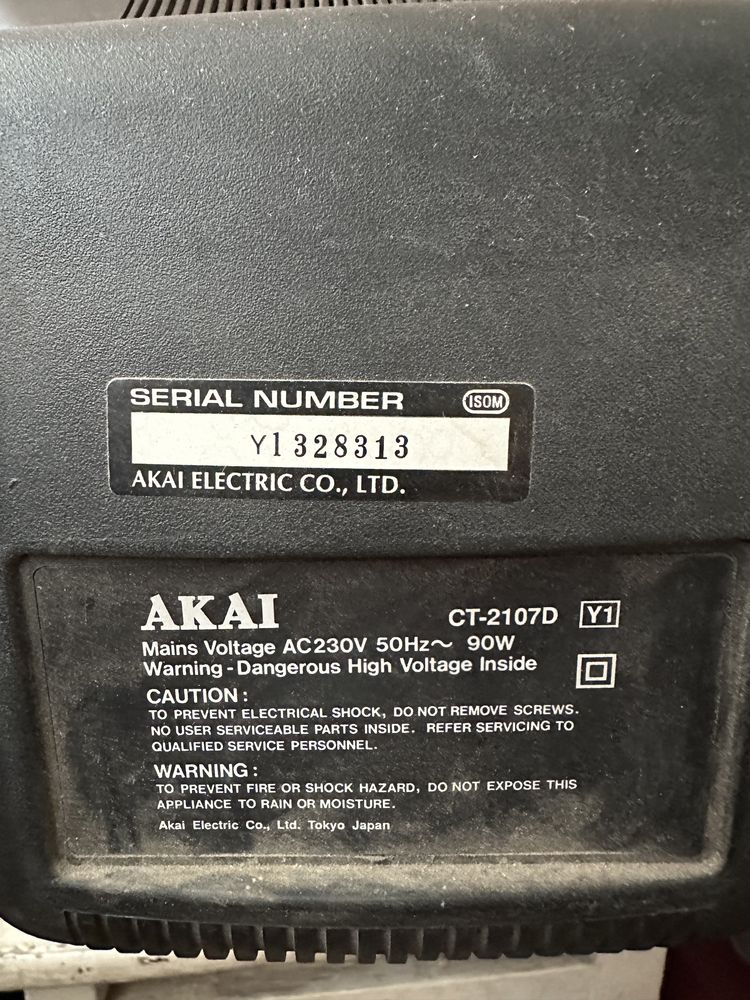 SERIAL NUMBER ISOM
Y1328313
AKAI ELECTRIC CO., LTD.
AKAI CT-2107D Y1
Mains Voltage AC230V 50Hz～ 90W
Warning - Dangerous High Voltage Inside
CAUTION :
TO PREVENT ELECTRICAL SHOCK, DO NOT REMOVE SCREWS.
NO USER SERVICEABLE PARTS INSIDE. REFER SERVICING TO
QUALIFIED SERVICE PERSONNEL.
WARNING :
TO PREVENT FIRE OR SHOCK HAZARD, DO NOT EXPOSE THIS
APPLIANCE TO RAIN OR MOISTURE.
Akai Electric Co., Ltd. Tokyo Japan